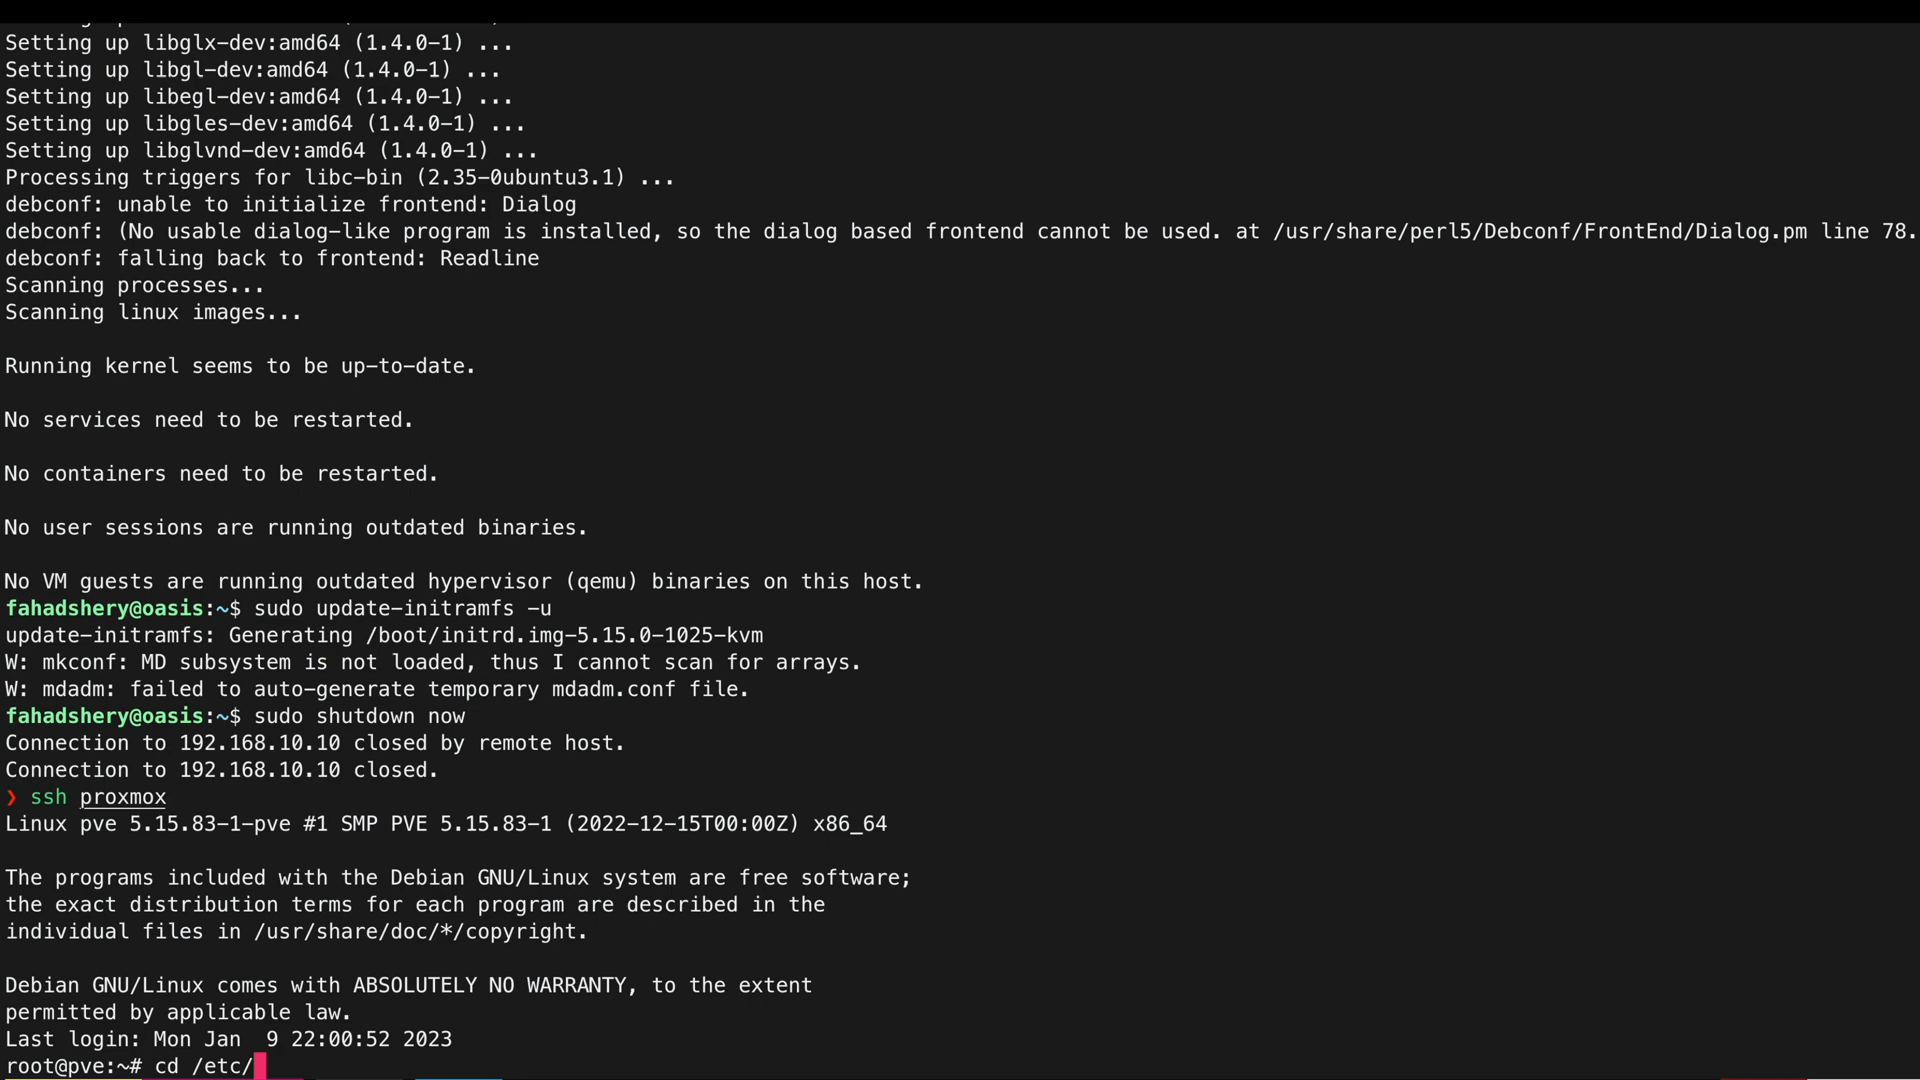 Setting up libglx-dev:amd64 (1.4.0-1) ...
Setting up libgl-dev:amd64 (1.4.0-1) ...
Setting up libegl-dev:amd64 (1.4.0-1) ...
Setting up libgles-dev:amd64 (1.4.0-1) ...
Setting up libglvnd-dev:amd64 (1.4.0-1) ...
Processing triggers for libc-bin (2.35-0ubuntu3.1) ...
debconf: unable to initialize frontend: Dialog
debconf: (No usable dialog-like program is installed, so the dialog based frontend cannot be used. at /usr/share/perl5/Debconf/FrontEnd/Dialog.pm line 78.
debconf: falling back to frontend: Readline
Scanning processes...
Scanning linux images...
Running kernel seems to be up-to-date.
No services need to be restarted.
No containers need to be restarted.
No user sessions are running outdated binaries.
No VM guests are running outdated hypervisor (qemu) binaries on this host.
fahadshery@oasis:~$ sudo update-initramfs -u
update-initramfs: Generating /boot/initrd.img-5.15.0-1025-kvm
W: mkconf: MD subsystem is not loaded, thus I cannot scan for arrays.
W: mdadm: failed to auto-generate temporary mdadm.conf file.
fahadshery@oasis:~$ sudo shutdown now
Connection to 192.168.10.10 closed by remote host.
Connection to 192.168.10.10 closed.
❯ ssh proxmox
Linux pve 5.15.83-1-pve #1 SMP PVE 5.15.83-1 (2022-12-15T00:00Z) x86_64
The programs included with the Debian GNU/Linux system are free software;
the exact distribution terms for each program are described in the
individual files in /usr/share/doc/*/copyright.
Debian GNU/Linux comes with ABSOLUTELY NO WARRANTY, to the extent
permitted by applicable law.
Last login: Mon Jan  9 22:00:52 2023
root@pve:~# cd /etc/